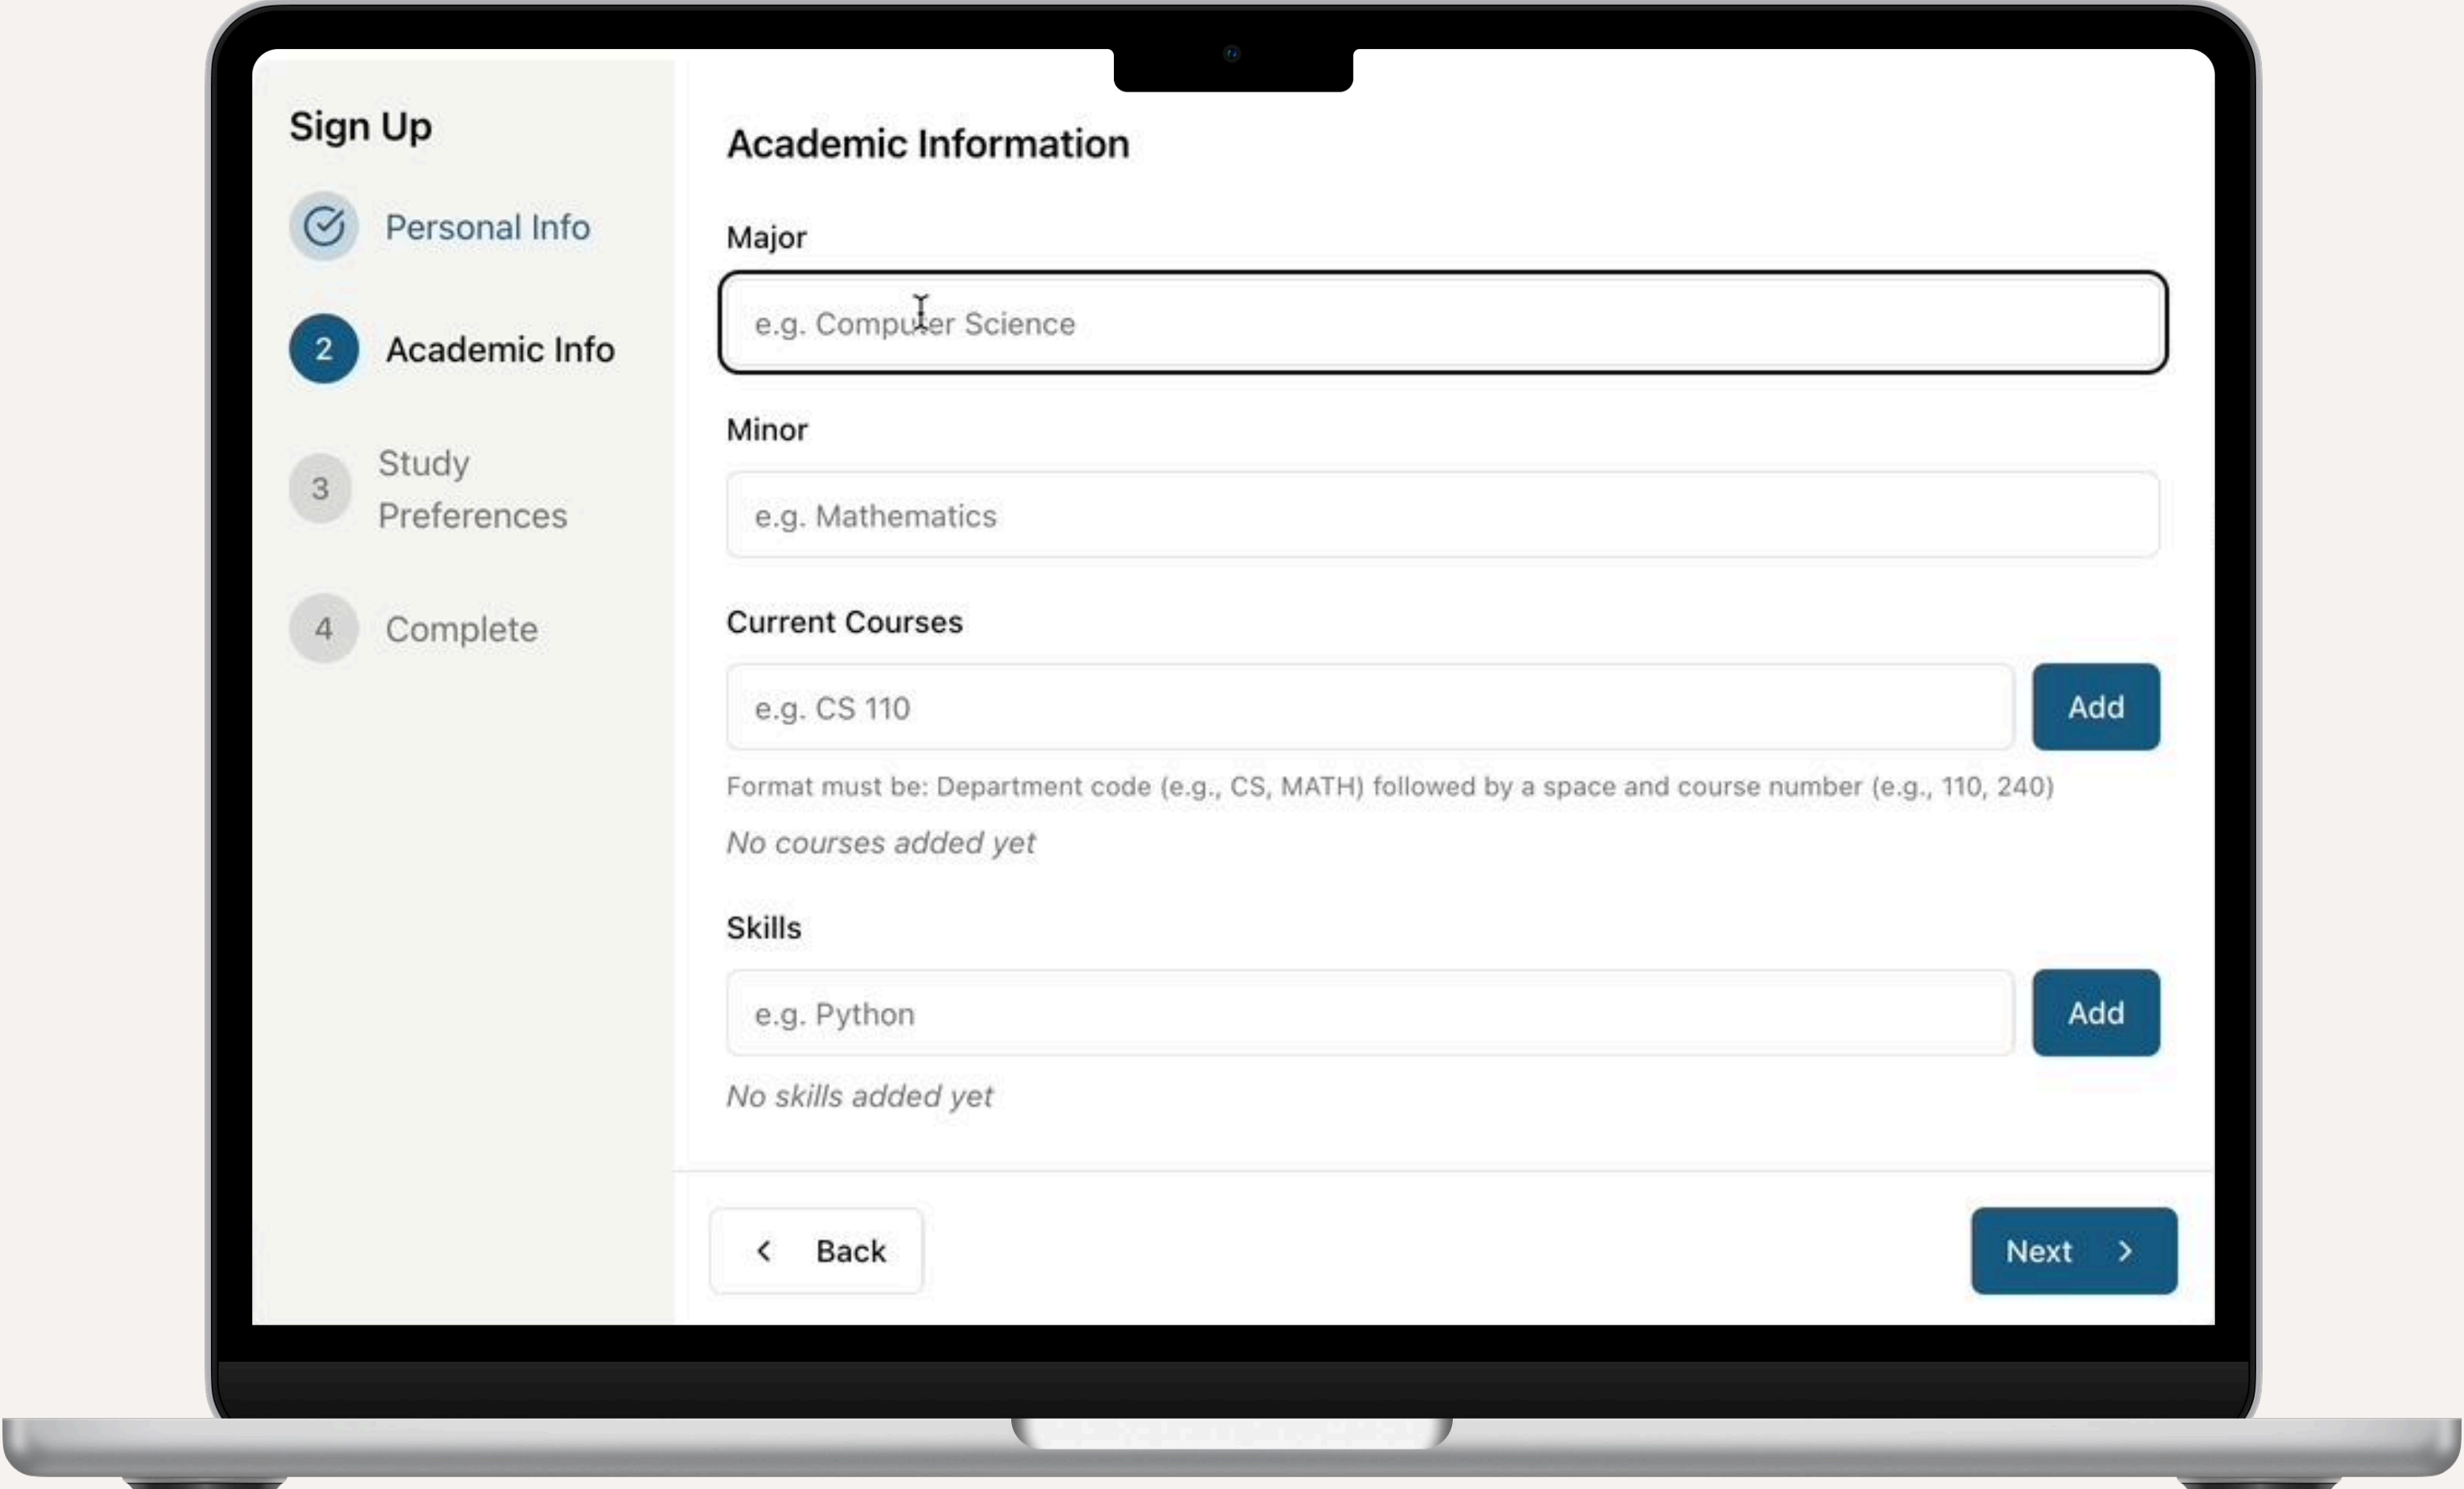 Sign Up
Personal Info
2
Academic Info
3
Study
Preferences
4
Complete
Academic Information
Major
e.g. Computer Science
Minor
e.g. Mathematics
Current Courses
e.g. CS 110
Add
Format must be: Department code (e.g., CS, MATH) followed by a space and course number (e.g., 110, 240)
No courses added yet
Skills
e.g. Python
Add
No skills added yet
Back
Next